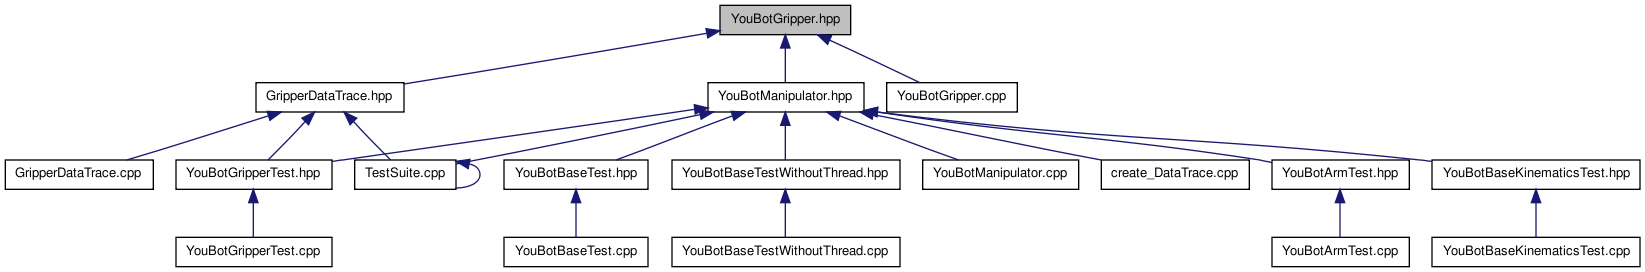 YouBotGripper.hpp
GripperDataTrace.hpp
YouBotManipulator.hpp
YouBotGripper.cpp
GripperDataTrace.cpp
YouBotGripperTest.hpp
TestSuite.cpp
YouBotBaseTest.hpp
YouBotBaseTestWithoutThread.hpp
YouBotManipulator.cpp
create_DataTrace.cpp
YouBotArmTest.hpp
YouBotBaseKinematicsTest.hpp
YouBotGripperTest.cpp
YouBotBaseTest.cpp
YouBotBaseTestWithoutThread.cpp
YouBotArmTest.cpp
YouBotBaseKinematicsTest.cpp